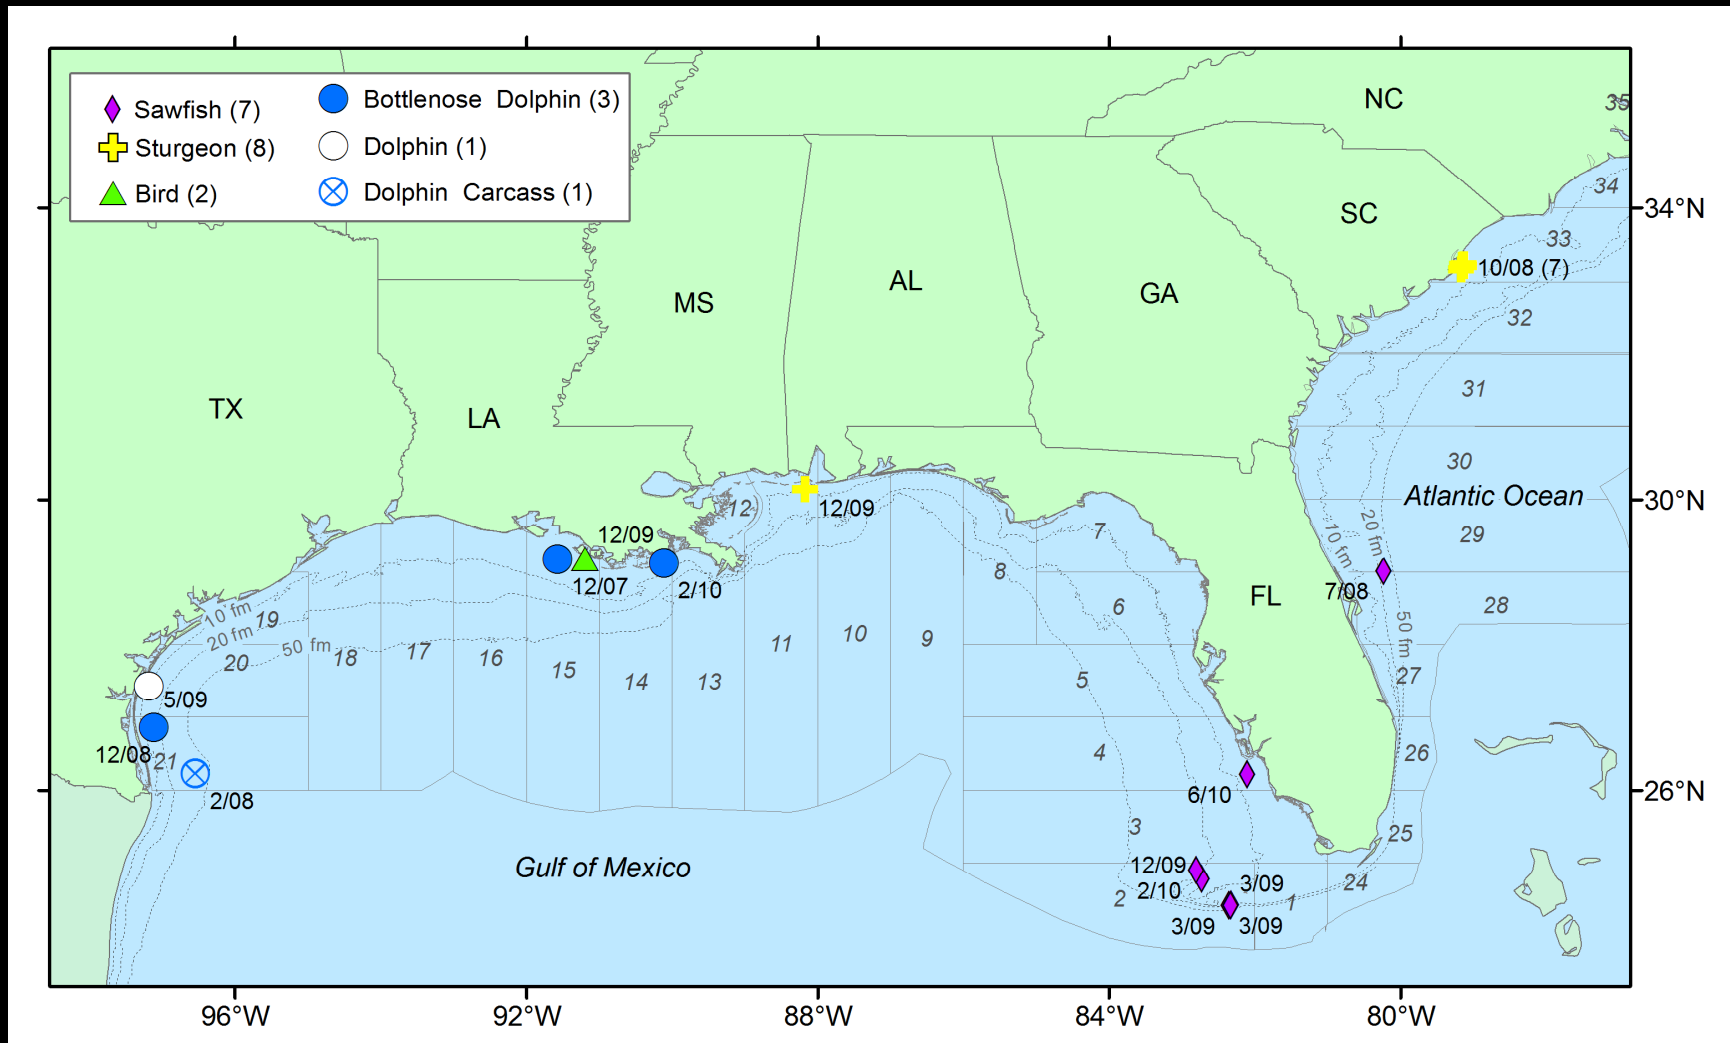 Sawfish (7)
Sturgeon (8)
Bird (2)
Bottlenose Dolphin (3)
Dolphin (1)
Dolphin Carcass (1)
NC
35
34
34°N
SC
33
10/08 (7)
32
AL
GA
MS
TX
LA
31
30
Atlantic Ocean
30°N
29
12
12/09
12/09
7
20 fm
10 fm
8
12/07
2/10
7/08
FL
28
6
50 fm
10 fm
19
20 fm
50 fm
20
18
17
16
15
14
13
11
10
9
5
27
5/09
12/08
21
2/08
4
26
6/10
26°N
3
25
Gulf of Mexico
12/09
2/10
3/09
24
2
1
3/09
3/09
96°W
92°W
88°W
84°W
80°W